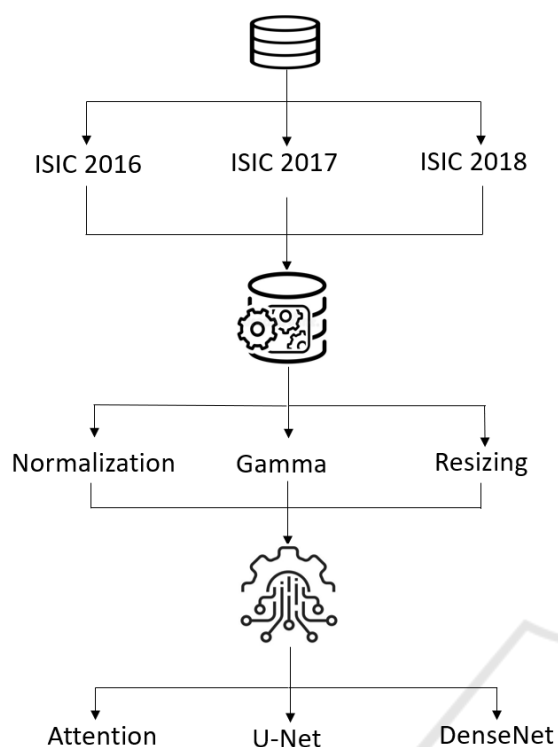 ISIC 2016 ISIC 2017 ISIC 2018
Normalization Gamma Resizing
Attention U-Net DenseNet